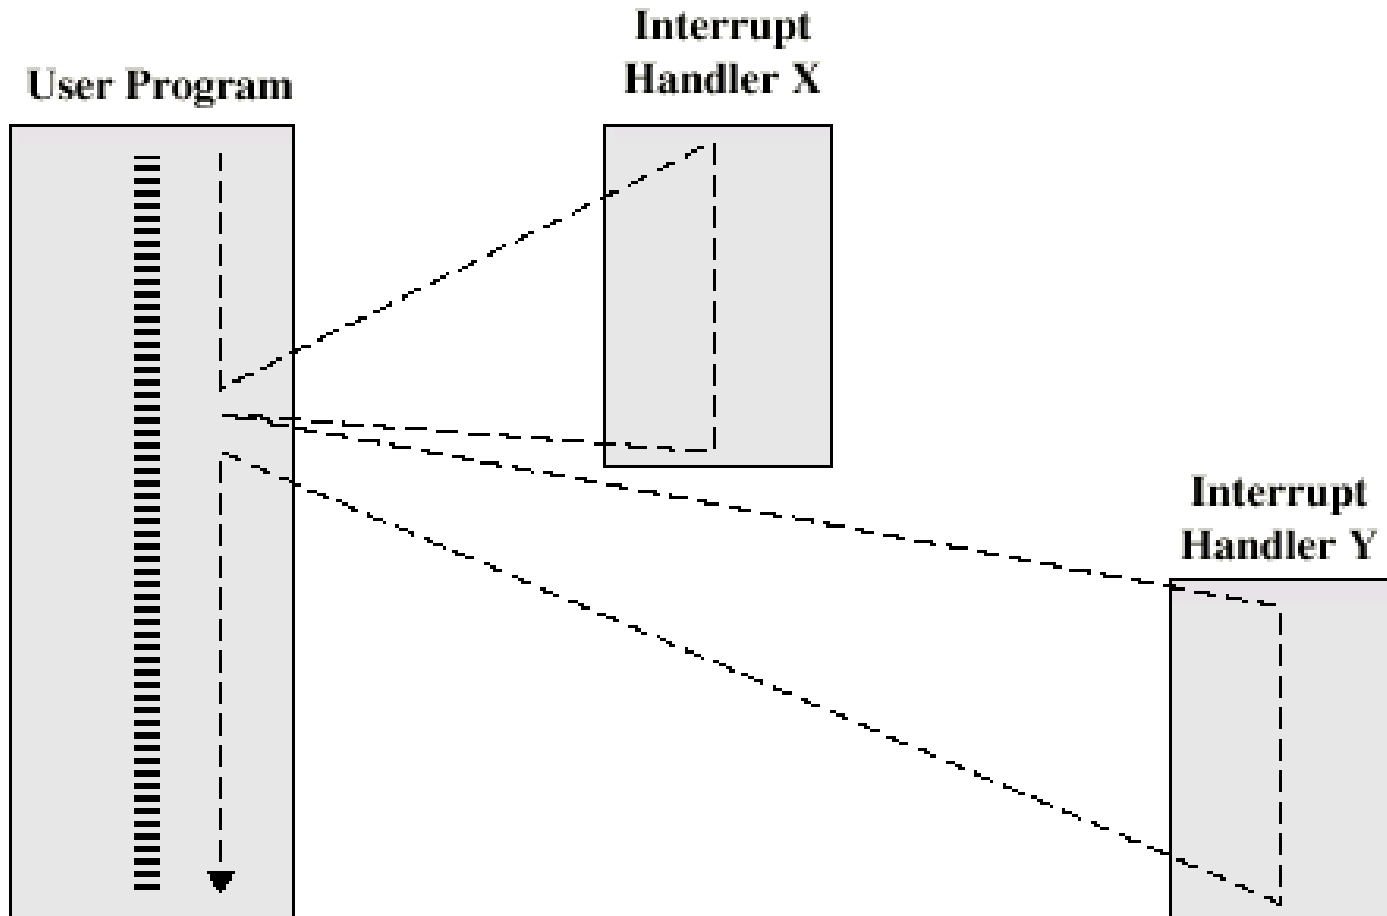 User Program
Interrupt
Handler X
Interrupt
Handler Y